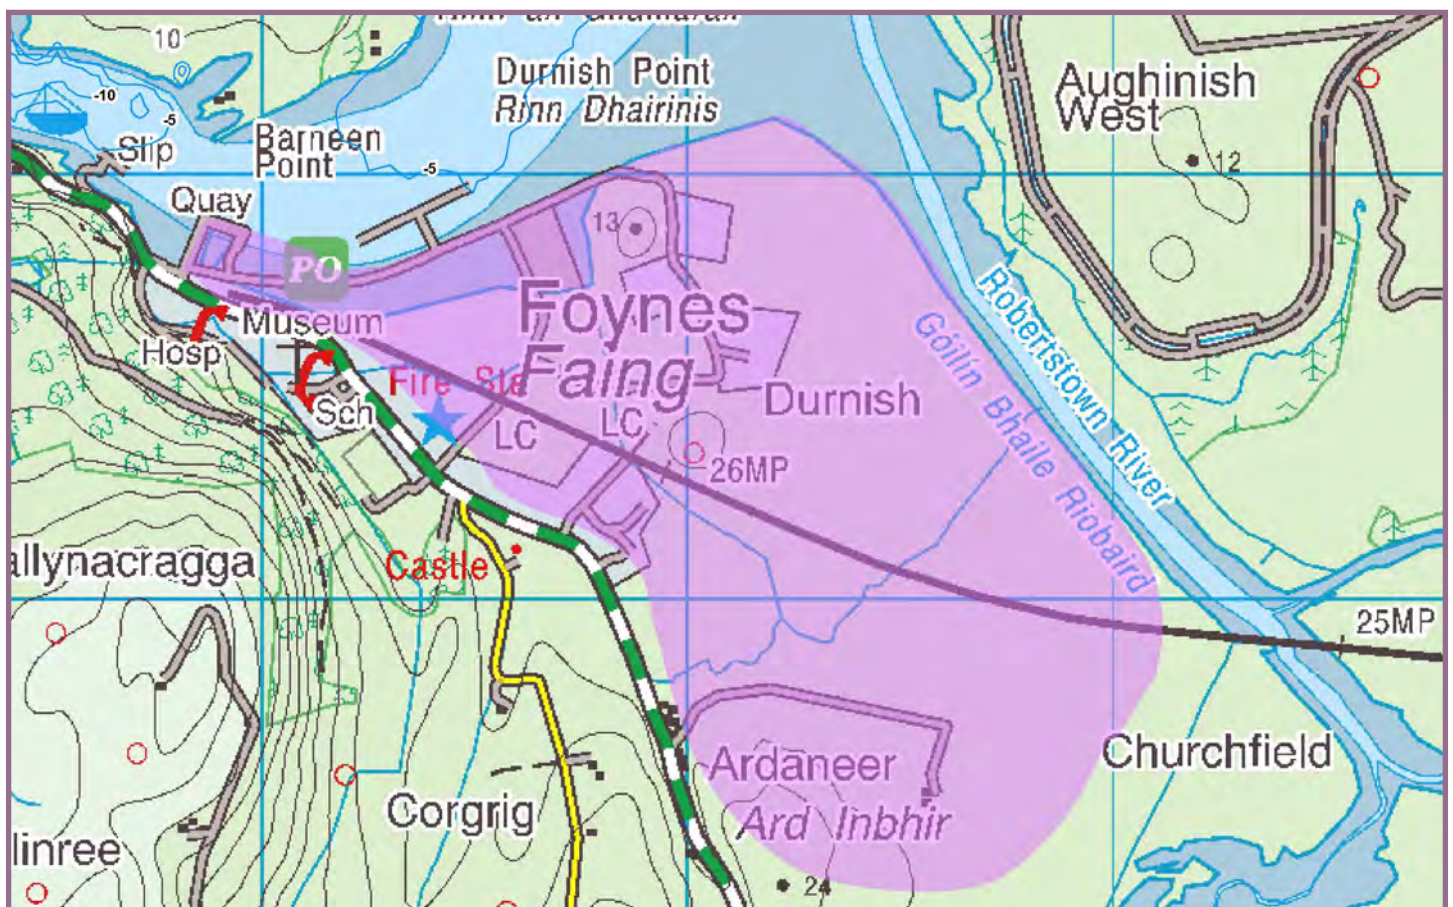 10
Durnish Point
Rinn Dhairinis
Aughinish
West
-10
-5
Slip
Barneen
Point
-5
12
Quay
13
PO
Foynes
Faing
Museum
Hosp
Robertstown River
Góilín Bhaile Riobaird
Fire Sta
Sch
Durnish
LC
LC
26MP
allynacragga
Castle
25MP
Churchfield
Ardaneer
Ard Inbhir
Corgrig
linree
24